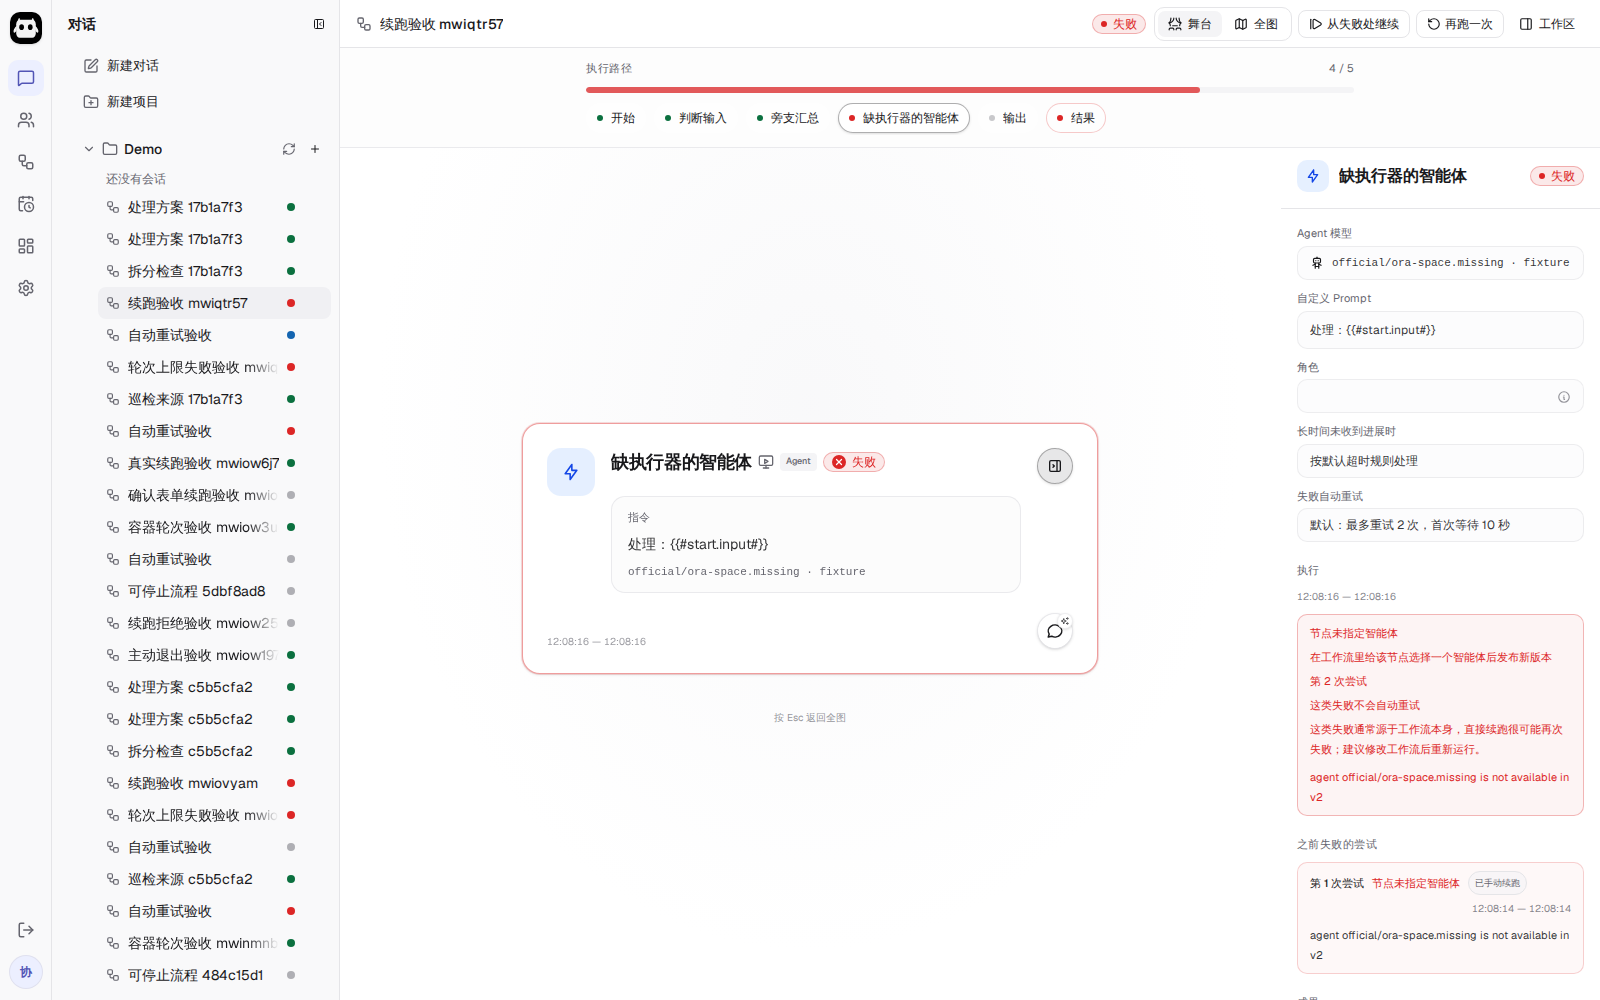 对话
新建对话
新建项目
Demo
还没有会话
处理方案 17b1a7f3
处理方案 17b1a7f3
拆分检查 17b1a7f3
续跑验收 mwiqtr57
自动重试验收
轮次上限失败验收 mwiq
巡检来源 17b1a7f3
自动重试验收
真实续跑验收 mwiow6j7
确认表单续跑验收 mwio
容器轮次验收 mwiow3u
自动重试验收
可停止流程 5dbf8ad8
续跑拒绝验收 mwiow25
主动退出验收 mwiow19
处理方案 c5b5cfa2
处理方案 c5b5cfa2
拆分检查 c5b5cfa2
续跑验收 mwiovyam
轮次上限失败验收 mwio
自动重试验收
巡检来源 c5b5cfa2
自动重试验收
容器轮次验收 mwinmnb
可停止流程 484c15d1
协
续跑验收 mwiqtr57
失败
舞台
全图
从失败处继续
再跑一次
工作区
执行路径
4 / 5
开始
判断输入
旁支汇总
缺执行器的智能体
输出
结果
缺执行器的智能体
Agent
失败
指令
处理：{{#start.input#}}
official/ora-space.missing · fixture
12:08:16 — 12:08:16
按 Esc 返回全图
缺执行器的智能体
失败
Agent 模型
official/ora-space.missing · fixture
自定义 Prompt
处理：{{#start.input#}}
角色
长时间未收到进展时
按默认超时规则处理
失败自动重试
默认：最多重试 2 次，首次等待 10 秒
执行
12:08:16 — 12:08:16
节点未指定智能体
在工作流里给该节点选择一个智能体后发布新版本
第 2 次尝试
这类失败不会自动重试
这类失败通常源于工作流本身，直接续跑很可能再次
失败；建议修改工作流后重新运行。
agent official/ora-space.missing is not available in
v2
之前失败的尝试
第 1 次尝试 节点未指定智能体 已手动续跑
12:08:14 — 12:08:14
agent official/ora-space.missing is not available in
v2